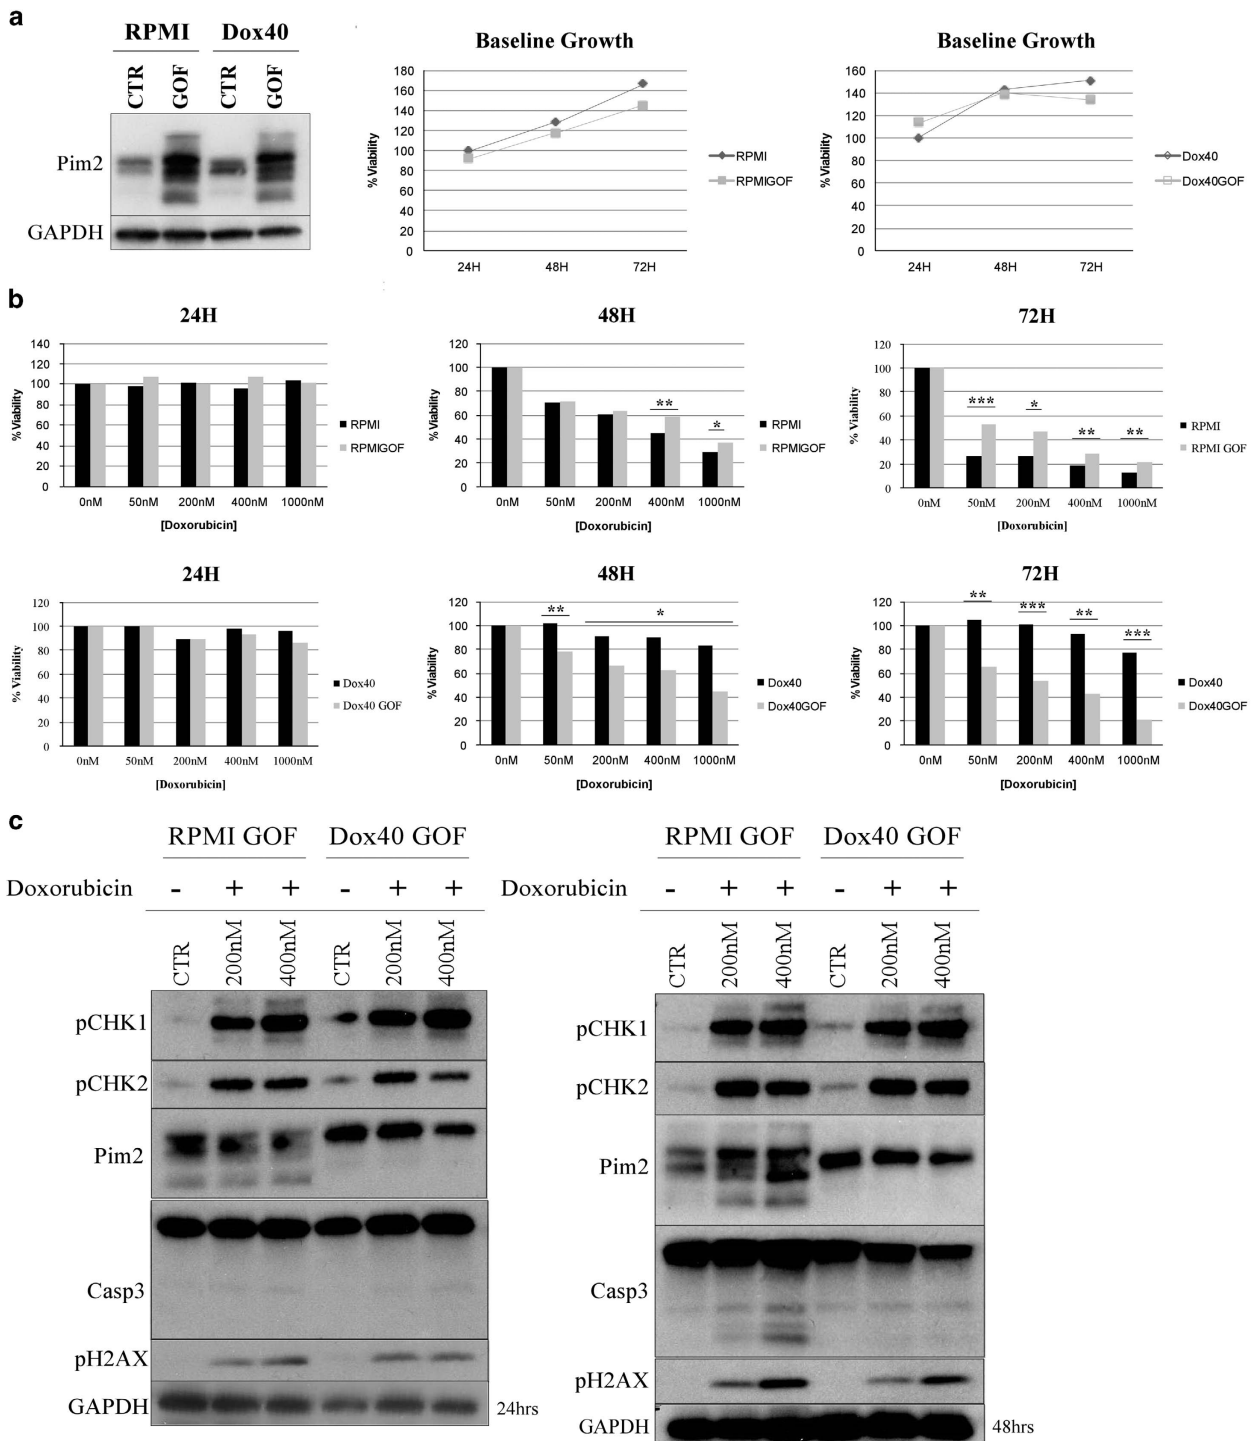 a
RPMI Dox40
CTR GOF CTR GOF
Pim2
GAPDH
Baseline Growth
% Viability
180
160
140
120
100
80
60
40
20
0
24H 48H 72H
RPMI
RPMIGOF
Baseline Growth
% Viability
160
140
120
100
80
60
40
20
0
24H 48H 72H
Dox40
Dox40GOF
b
24H
% Viability
140
120
100
80
60
40
20
0
0nM 50nM 200nM 400nM 1000nM
[Doxorubicin]
RPMI
RPMIGOF
48H
% Viability
120
100
80
60
40
20
0
** *
0nM 50nM 200nM 400nM 1000nM
[Doxorubicin]
RPMI
RPMIGOF
72H
% Viability
120
100
80
60
40
20
0
*** * ** **
0nM 50nM 200nM 400nM 1000nM
[Doxorubicin]
RPMI
RPMI GOF
24H
% Viability
120
100
80
60
40
20
0
0nM 50nM 200nM 400nM 1000nM
[Doxorubicin]
Dox40
Dox40 GOF
48H
% Viability
120
100
80
60
40
20
0
** *
0nM 50nM 200nM 400nM 1000nM
[Doxorubicin]
Dox40
Dox40GOF
72H
% Viability
120
100
80
60
40
20
0
** *** ** ***
0nM 50nM 200nM 400nM 1000nM
[Doxorubicin]
Dox40
Dox40GOF
c
RPMI GOF Dox40 GOF
Doxorubicin - + + - + +
CTR 200nM 400nM CTR 200nM 400nM
pCHK1
pCHK2
Pim2
Casp3
pH2AX
GAPDH
24hrs
RPMI GOF Dox40 GOF
Doxorubicin - + + - + +
CTR 200nM 400nM CTR 200nM 400nM
pCHK1
pCHK2
Pim2
Casp3
pH2AX
GAPDH
48hrs